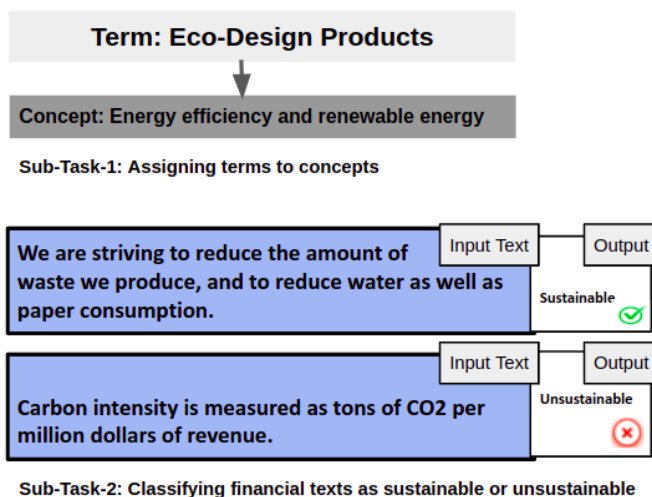 Term: Eco-Design Products
Concept: Energy efficiency and renewable energy
Sub-Task-1: Assigning terms to concepts
Input Text
Output
We are striving to reduce the amount of
waste we produce, and to reduce water as well as
paper consumption.
Sustainable
Input Text
Output
Carbon intensity is measured as tons of CO2 per
million dollars of revenue.
Unsustainable
Sub-Task-2: Classifying financial texts as sustainable or unsustainable